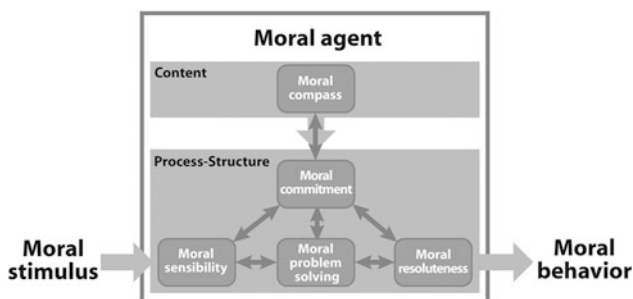 Moral agent
Content
Moral
compass
Process-Structure
Moral
commitment
Moral
stimulus
Moral
sensibility
Moral
problem
solving
Moral
resoluteness
Moral
behavior